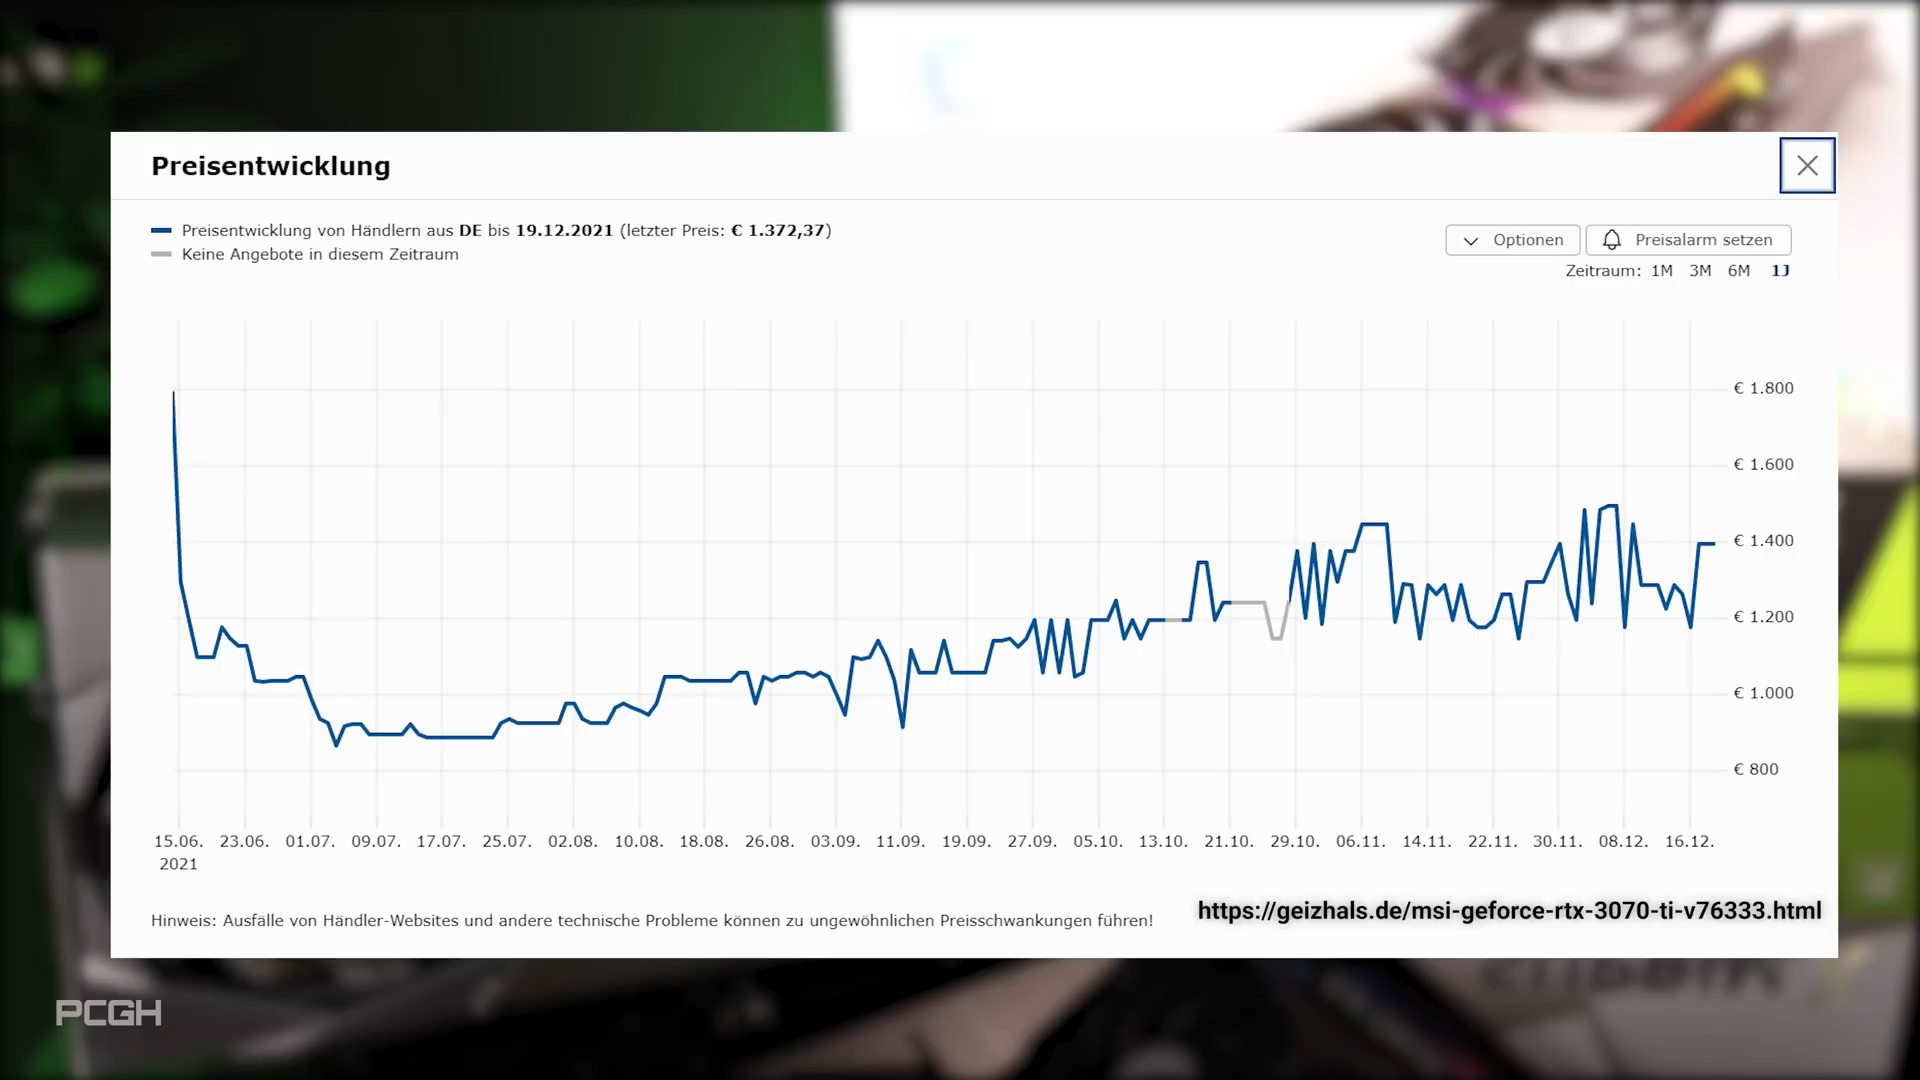 Preisentwicklung
Preisentwicklung von Händlern aus DE bis 19.12.2021 (letzter Preis: € 1.372,37)
Keine Angebote in diesem Zeitraum
Optionen
Preisalarm setzen
Zeitraum: 1M 3M 6M 1J
€ 1.800
€ 1.600
€ 1.400
€ 1.200
€ 1.000
€ 800
15.06. 23.06. 01.07. 09.07. 17.07. 25.07. 02.08. 10.08. 18.08. 26.08. 03.09. 11.09. 19.09. 27.09. 05.10. 13.10. 21.10. 29.10. 06.11. 14.11. 22.11. 30.11. 08.12. 16.12.
2021
https://geizhals.de/msi-geforce-rtx-3070-ti-v76333.html
Hinweis: Ausfälle von Händler-Websites und andere technische Probleme können zu ungewöhnlichen Preisschwankungen führen!
PCGH